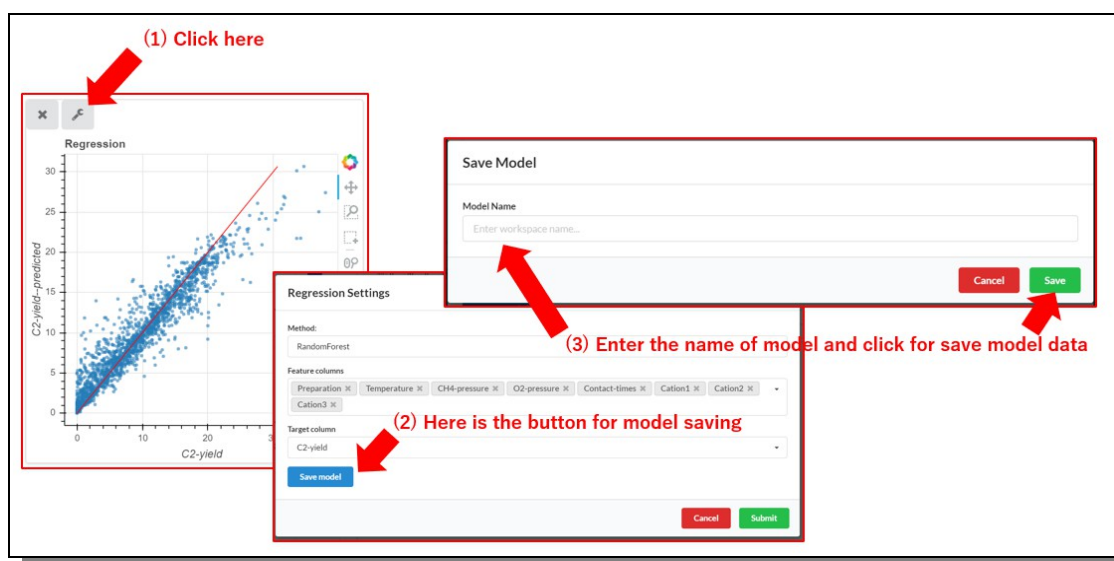 (1) Click here
Regression
30
25
20
15
10
5
0
C2-yield--predicted
0
10
20
3
C2-yield
Save Model
Model Name
Enter workspace name...
Cancel
Save
(3) Enter the name of model and click for save model data
Regression Settings
Method:
RandomForest
Feature columns
Preparation × Temperature × CH4-pressure × O2-pressure × Contact-times × Cation1 × Cation2 ×
Cation3 ×
(2) Here is the button for model saving
Target column
C2-yield
Save model
Cancel
Submit